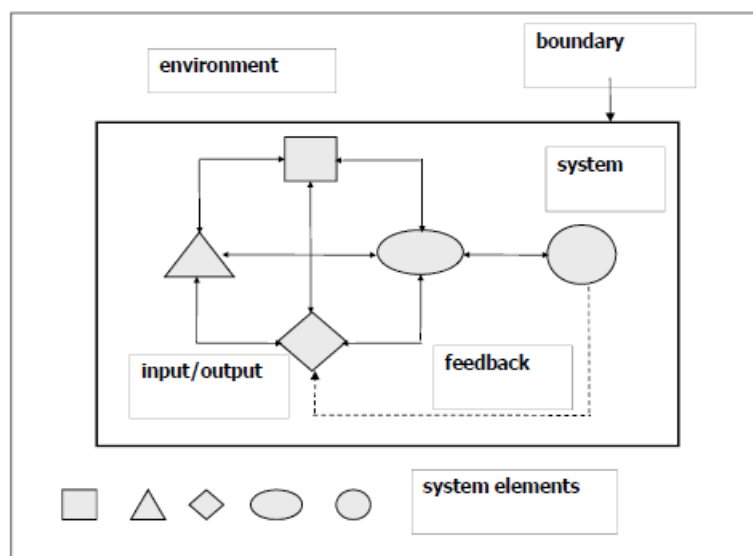 boundary
environment
system
input/output
feedback
system elements